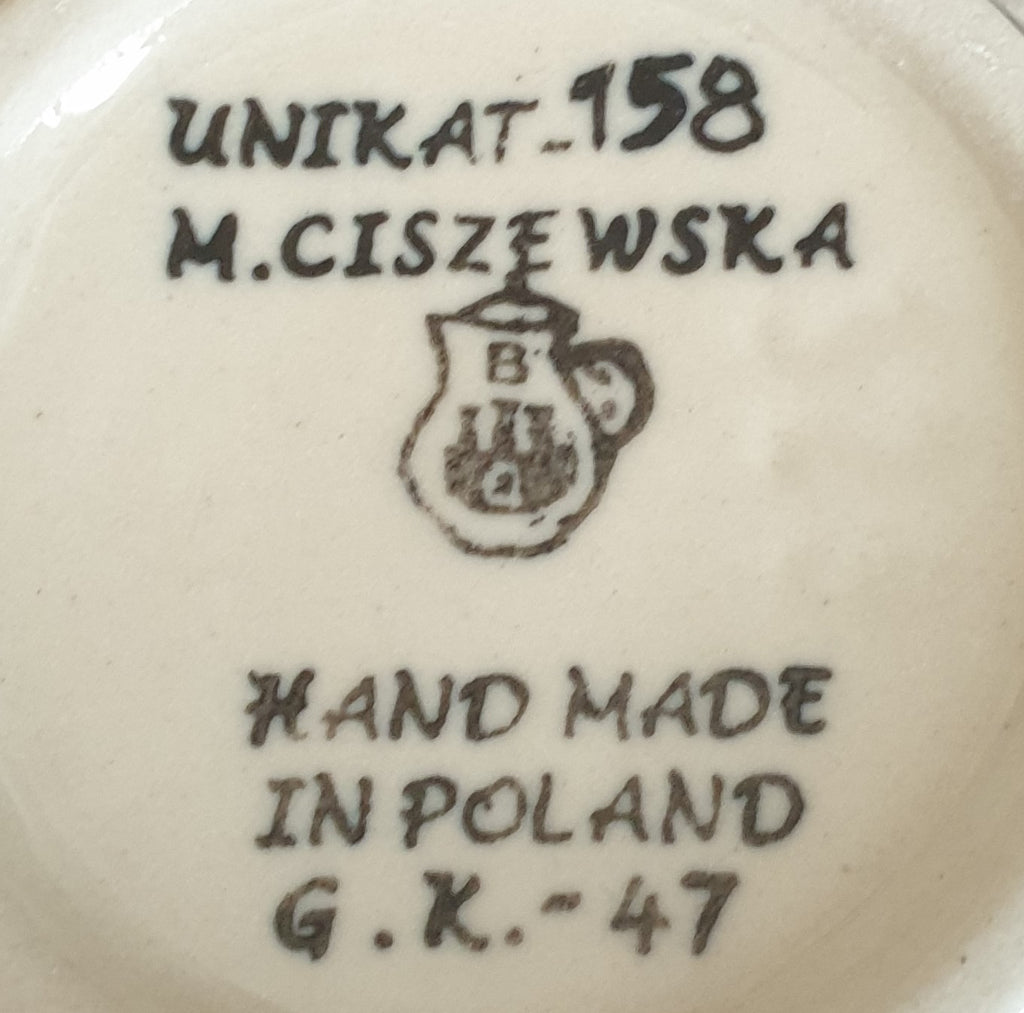 UNIKAT-158
M.CISZEWSKA
B
HAND MADE
IN POLAND
G.K.-47